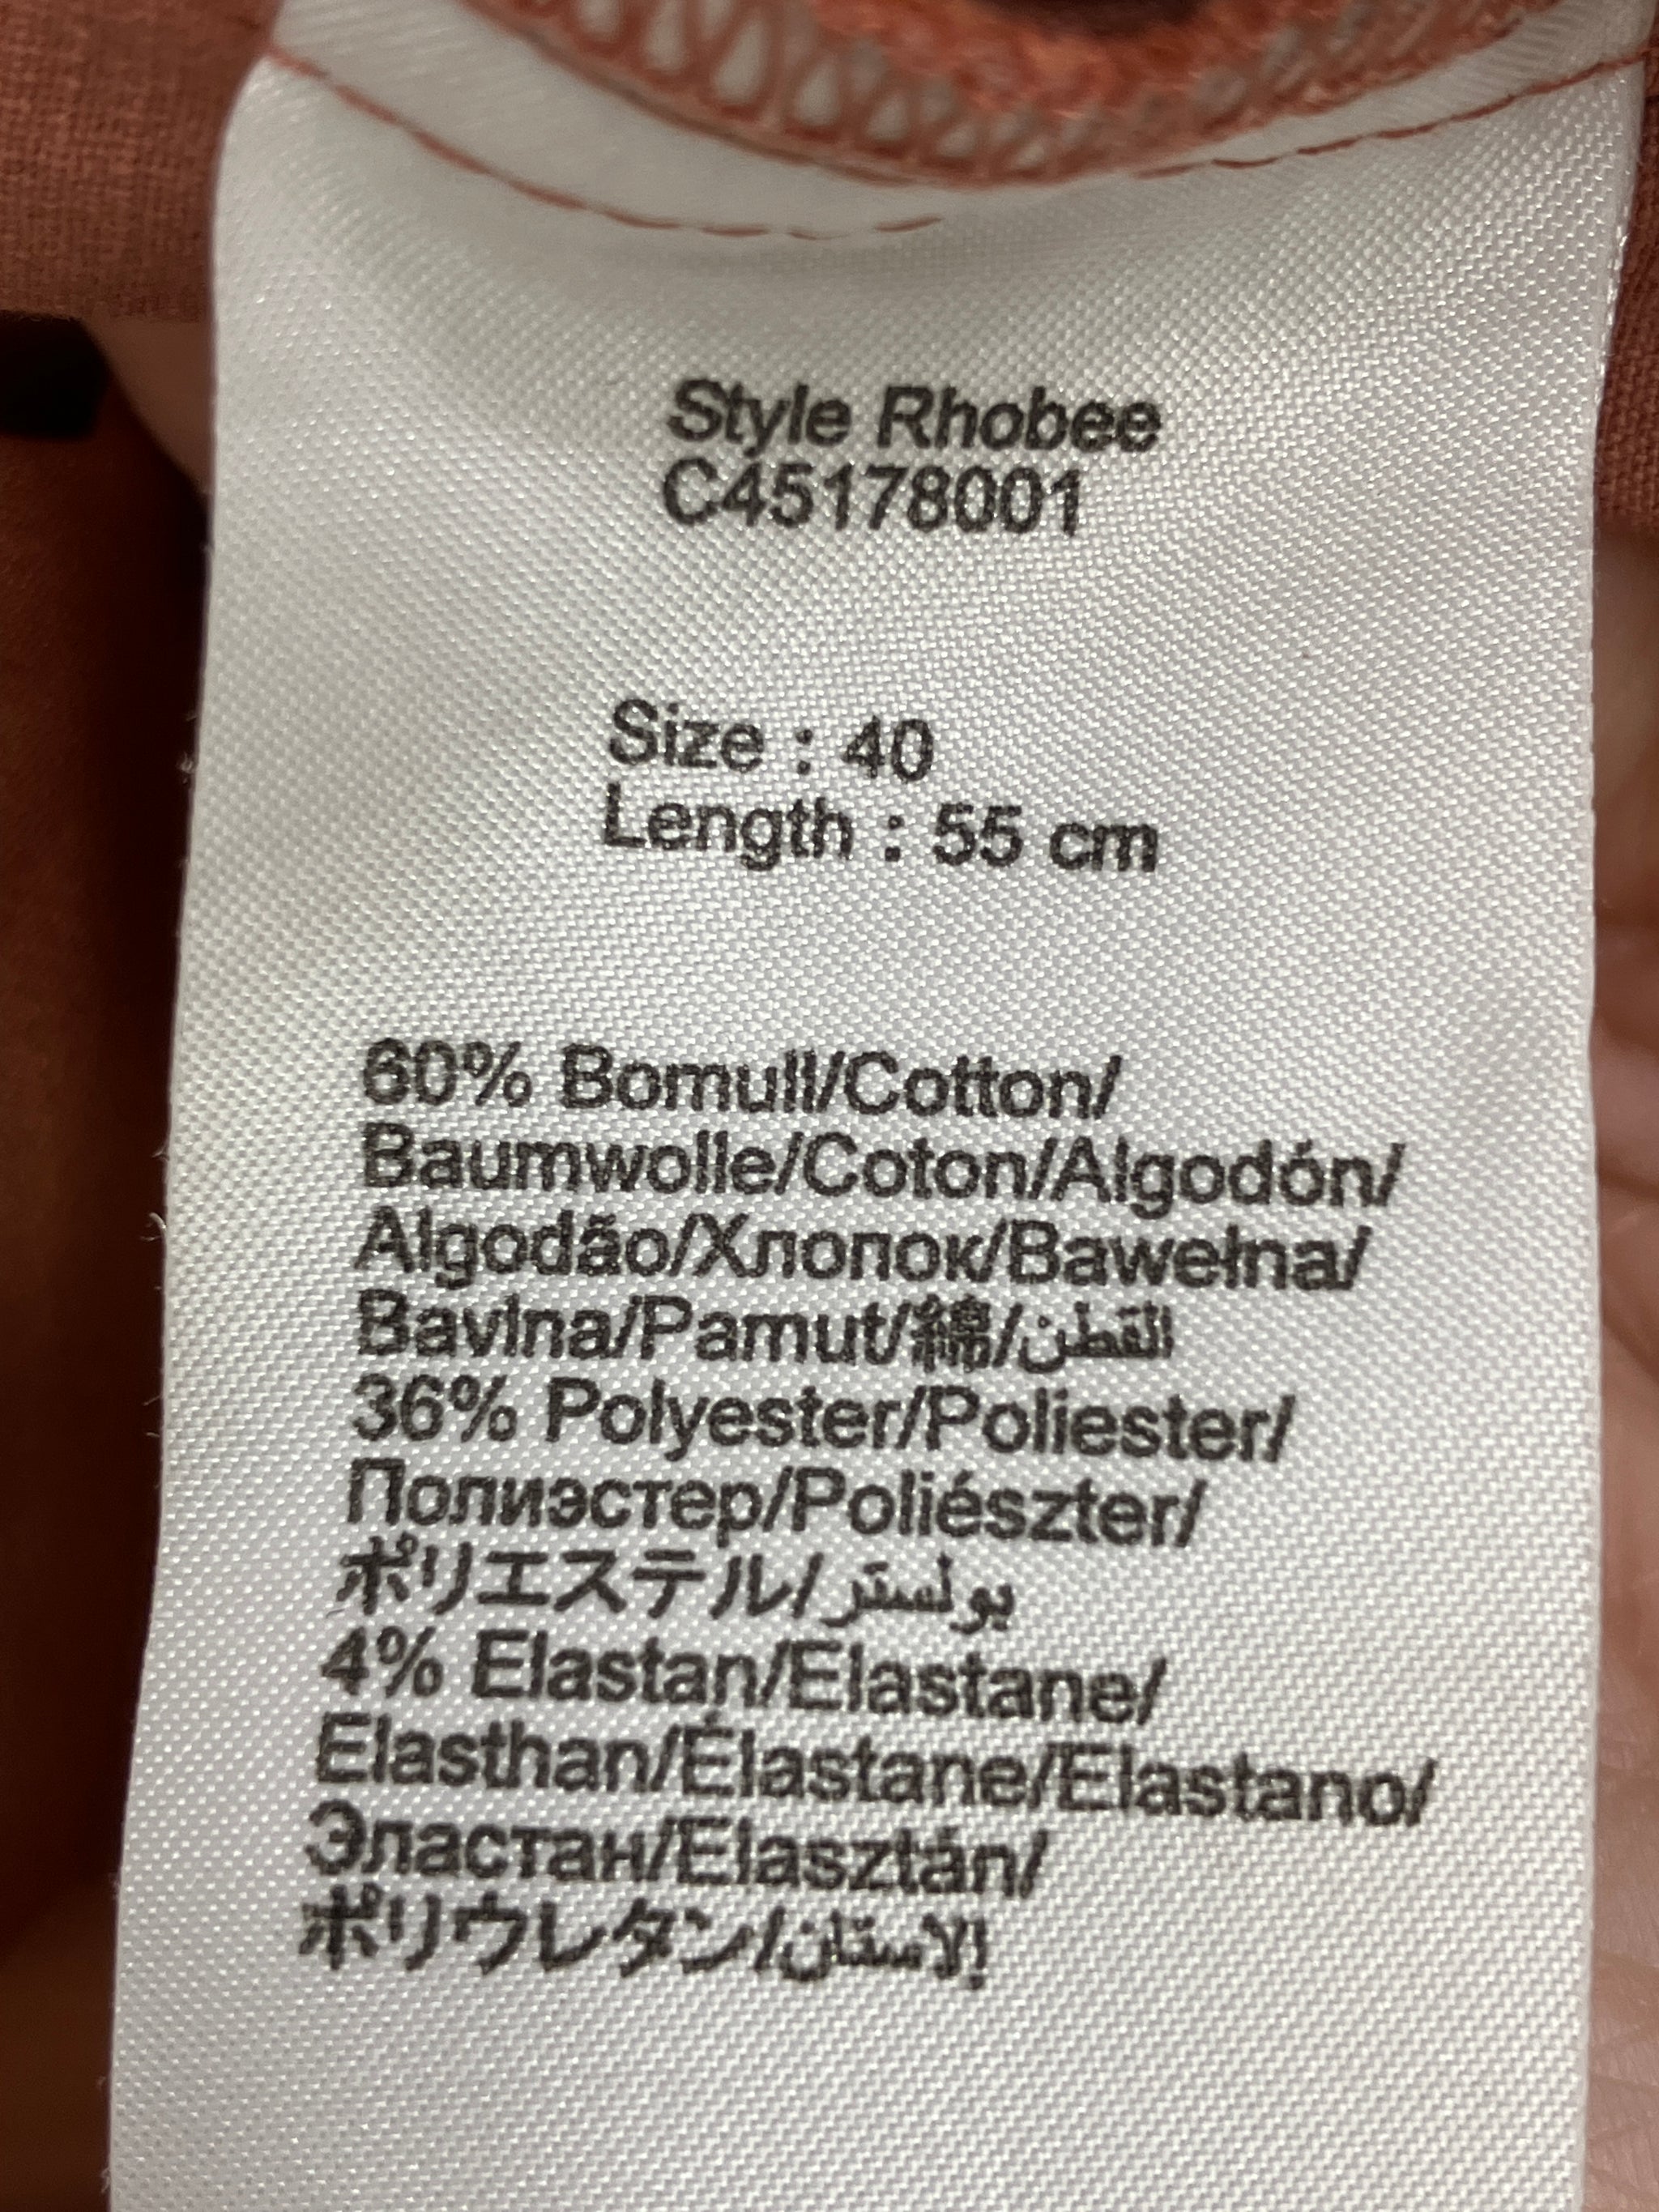 Style Rhobee
C45178001
Size : 40
Length : 55 cm
60% Bomull/Cotton/
Baumwolle/Coton/Algodón/
Algodão/Хлопок/Bawełna/
Bavlna/Pamut/綿/القطن
36% Polyester/Poliester/
Полиэстер/Poliészter/
ポリエステル/بولستر
4% Elastan/Elastane/
Elasthan/Élastane/Elastano/
Эластан/Elasztán/
ポリウレタン/الاستان